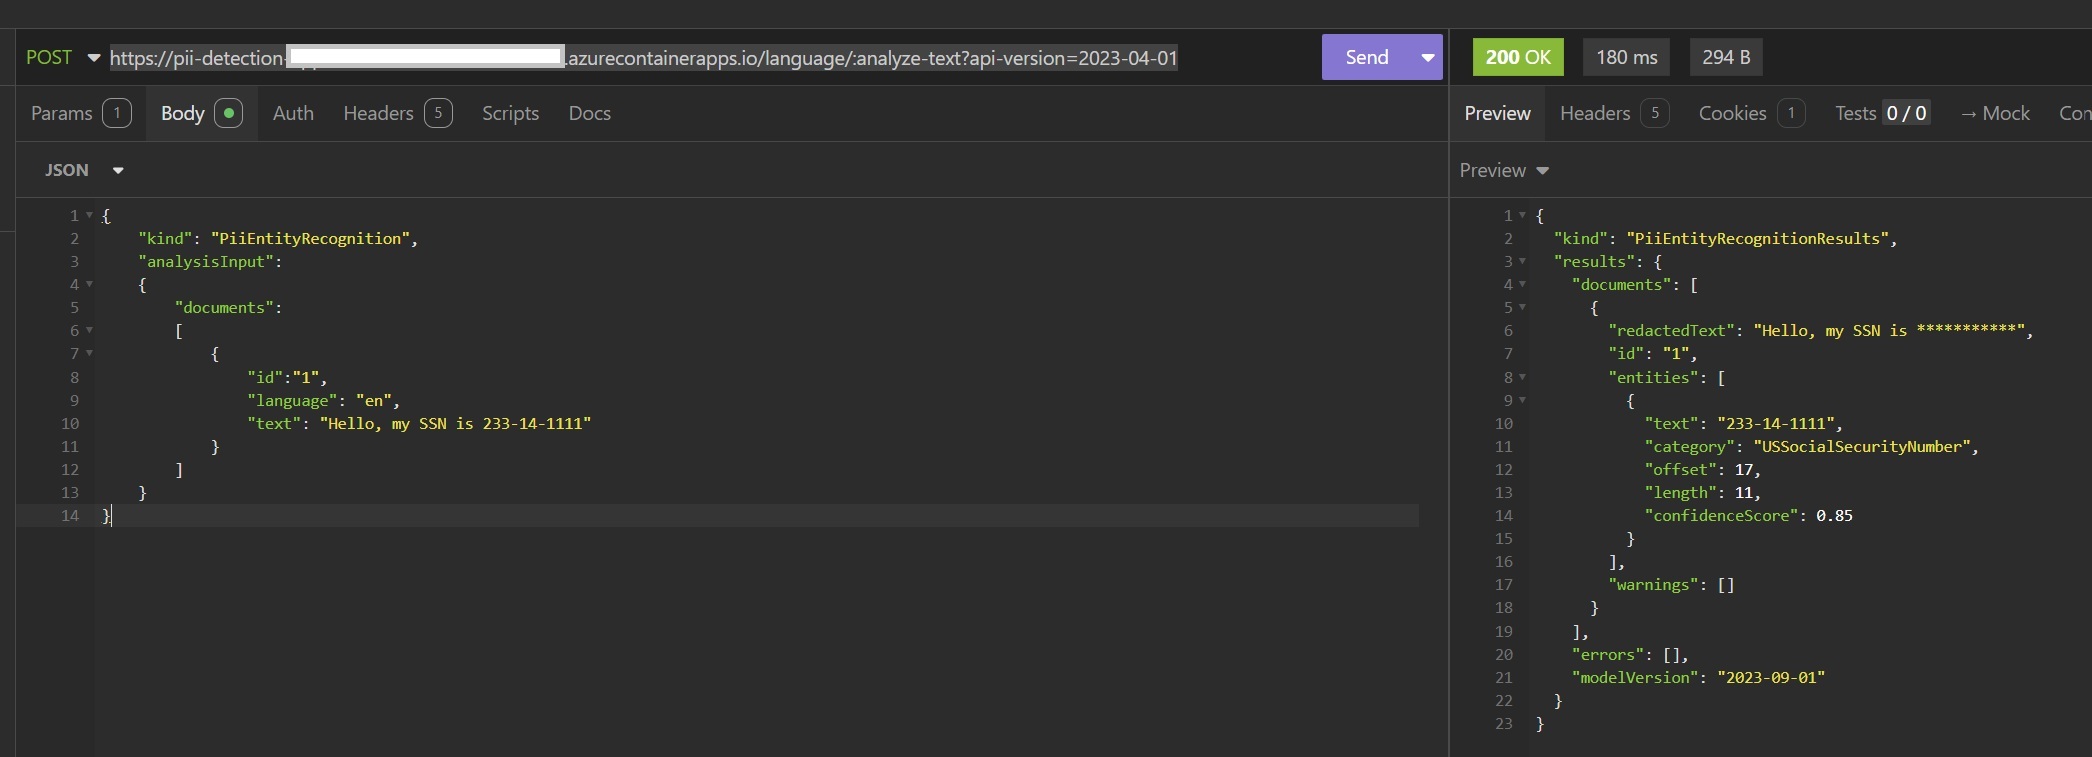 POST https://pii-detection- .azurecontainerapps.io/language/:analyze-text?api-version=2023-04-01 Send
Params 1 Body Auth Headers 5 Scripts Docs
JSON
1 {
2 "kind": "PiiEntityRecognition",
3 "analysisInput":
4 {
5 "documents":
6 [
7 {
8 "id":"1",
9 "language": "en",
10 "text": "Hello, my SSN is 233-14-1111"
11 }
12 ]
13 }
14 }
200 OK 180 ms 294 B
Preview Headers 5 Cookies 1 Tests 0 / 0 → Mock Con
Preview
1 {
2 "kind": "PiiEntityRecognitionResults",
3 "results": {
4 "documents": [
5 {
6 "redactedText": "Hello, my SSN is ***********",
7 "id": "1",
8 "entities": [
9 {
10 "text": "233-14-1111",
11 "category": "USSocialSecurityNumber",
12 "offset": 17,
13 "length": 11,
14 "confidenceScore": 0.85
15 }
16 ],
17 "warnings": []
18 }
19 ],
20 "errors": [],
21 "modelVersion": "2023-09-01"
22 }
23 }